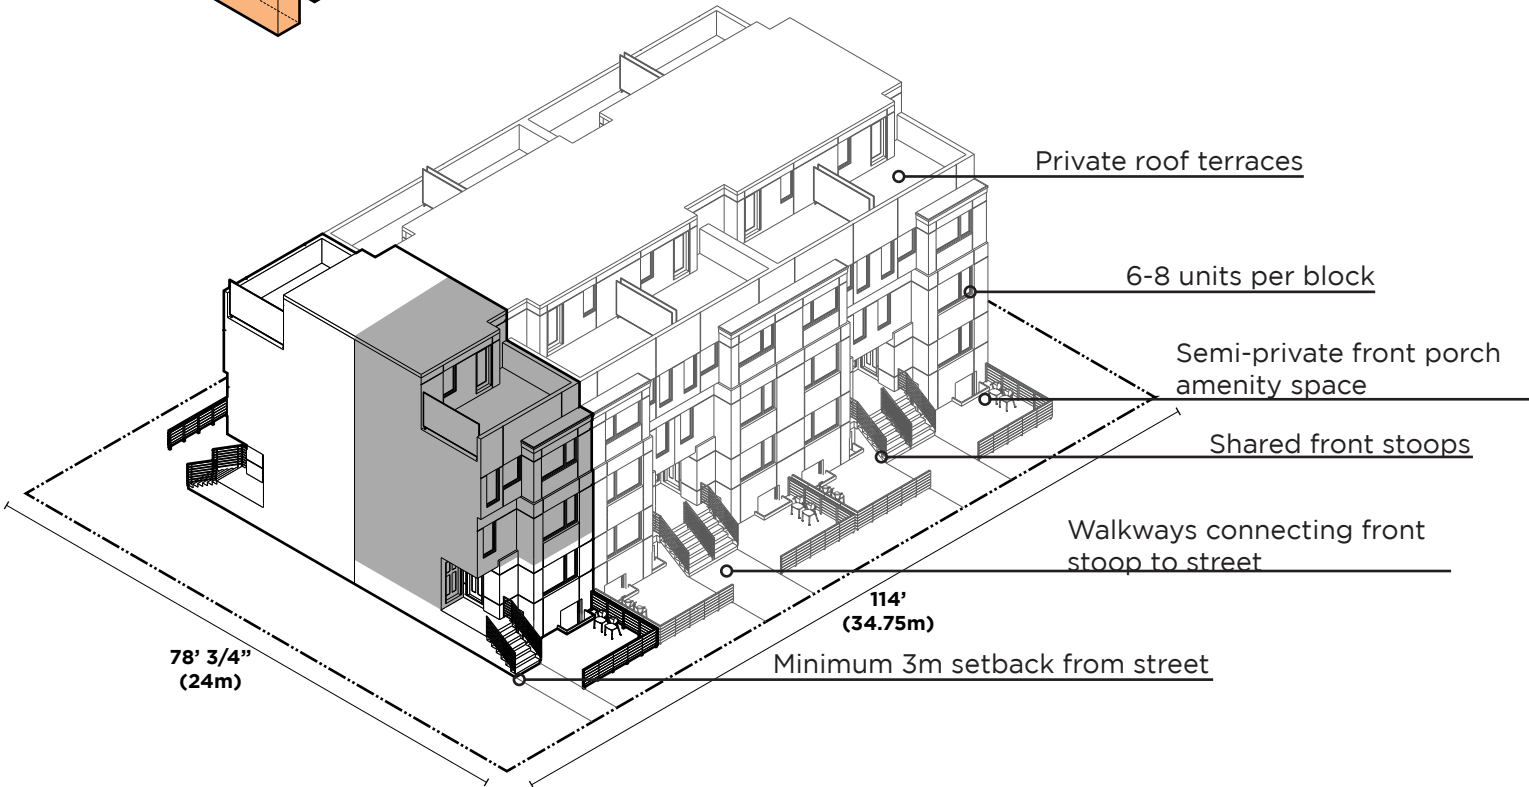 Private roof terraces
6-8 units per block
Semi-private front porch
amenity space
Shared front stoops
Walkways connecting front
stoop to street
114’
(34.75m)
78’ 3/4”
(24m)
Minimum 3m setback from street